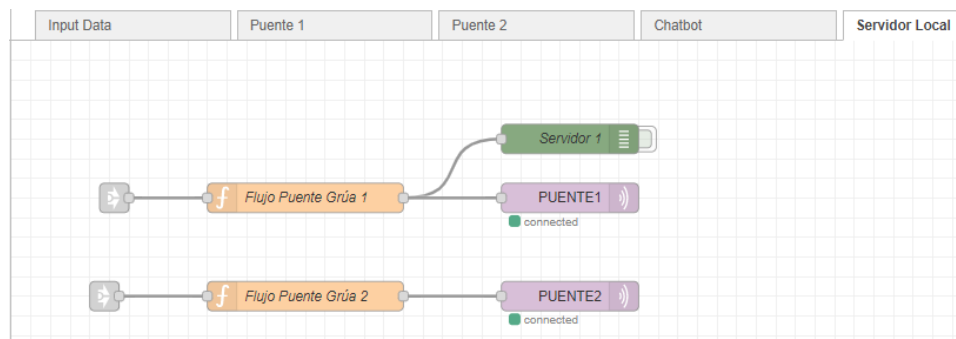 Input Data
Puente 1
Puente 2
Chatbot
Servidor Local
Servidor 1
Flujo Puente Grúa 1
PUENTE1
connected
Flujo Puente Grúa 2
PUENTE2
connected